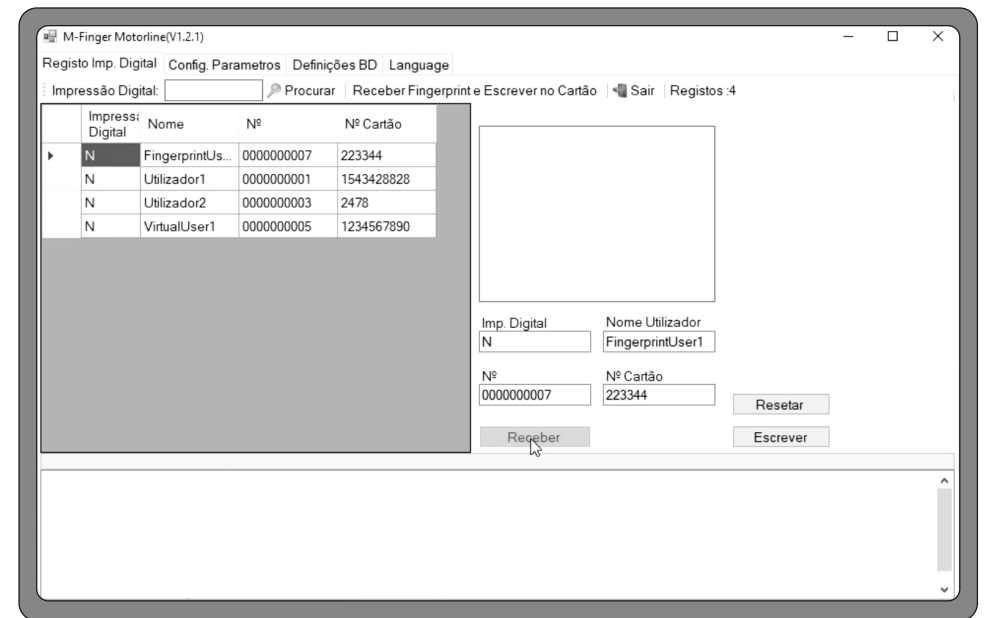 M-Finger Motorline(V1.2.1)
Registo Imp. Digital Config. Parametros Definições BD Language
Impressão Digital: Procurar Receber Fingerprint e Escrever no Cartão Sair Registos :4
Impressã Digital Nome Nº Nº Cartão
N FingerprintUs... 0000000007 223344
N Utilizador1 0000000001 1543428828
N Utilizador2 0000000003 2478
N VirtualUser1 0000000005 1234567890
Imp. Digital Nome Utilizador
N FingerprintUser1
Nº Nº Cartão
0000000007 223344
Resetar
Receber Escrever